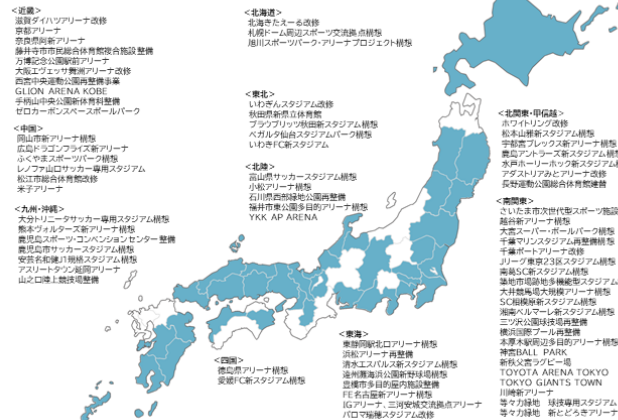 <近畿>
滋賀ダイハツアリーナ改修
京都アリーナ
奈良県新アリーナ
藤井寺市市民総合体育館複合施設整備
万博記念公園駅前アリーナ
大阪エヴェッサ舞洲アリーナ改修
西宮中央運動公園再整備事業
GLION ARENA KOBE
手柄山中央公園新体育館整備
ゼロカーボンベースボールパーク
<中国>
岡山市新アリーナ構想
広島ドラゴンフライズ新アリーナ
ふくやまスポーツパーク構想
レノファ山口サッカー専用スタジアム
松江市総合体育館改修
米子アリーナ
<九州・沖縄>
大分トリニータサッカー専用スタジアム構想
熊本ヴォルターズ新アリーナ構想
鹿児島スポーツ・コンベンションセンター整備
鹿児島市サッカースタジアム構想
安芸名和健J1規格スタジアム構想
アスリートタウン延岡アリーナ
山之口陸上競技場整備
<北海道>
北海きたえーる改修
札幌ドーム周辺スポーツ交流拠点構想
旭川スポーツパーク・アリーナプロジェクト構想
<東北>
いわぎんスタジアム改修
秋田県新県立体育館
ブラウブリッツ秋田新スタジアム構想
ベガルタ仙台スタジアムパーク構想
いわきFC新スタジアム
<北陸>
富山県サッカースタジアム構想
小松アリーナ構想
石川県西部緑地公園再整備
福井市東公園多目的アリーナ構想
YKK AP ARENA
<四国>
徳島県アリーナ構想
愛媛FC新スタジアム構想
<東海>
東静岡駅北口アリーナ構想
浜松アリーナ再整備
清水エスパルス新スタジアム構想
遠州灘海浜公園新野球場構想
豊橋市多目的屋内施設整備
FE名古屋新アリーナ構想
IGアリーナ、三河安城交流拠点アリーナ
パロマ瑞穂スタジアム改修
<北関東・甲信越>
ホワイトリング改修
松本山雅新スタジアム構想
宇都宮ブレックス新アリーナ構想
鹿島アントラーズ新スタジアム構想
水戸ホーリーホック新スタジアム構
アダストリアみとアリーナ改修
長野運動公園総合体育館建替
<南関東>
さいたま市次世代型スポーツ施設
越谷新アリーナ構想
大宮スーパー・ボールパーク構想
千葉マリンスタジアム再整備構想
千葉ポートアリーナ改修
Jリーグ東京23区スタジアム構想
南葛SC新スタジアム構想
築地市場跡地多機能型スタジアム
大井競馬場大規模アリーナ構想
SC相模原新スタジアム構想
湘南ベルマーレ新スタジアム構想
三ツ沢公園球技場再整備
横浜国際プール再整備
本厚木駅周辺多目的アリーナ構想
神宮BALL PARK
新秩父宮ラグビー場
TOYOTA ARENA TOKYO
TOKYO GIANTS TOWN
川崎新アリーナ
等々力緑地 球技専用スタジアム
等々力緑地 新とどろきアリーナ